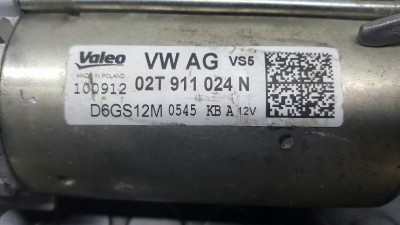 Valeo VW AG VS5
MADE IN POLAND
100912 02T 911 024 N
D6GS12M 0545 KB A 12V